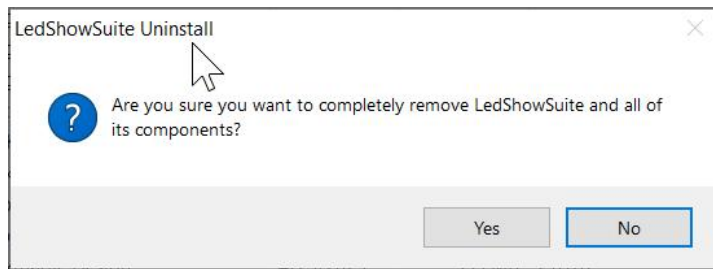 LedShowSuite Uninstall
Are you sure you want to completely remove LedShowSuite and all of
its components?
Yes
No